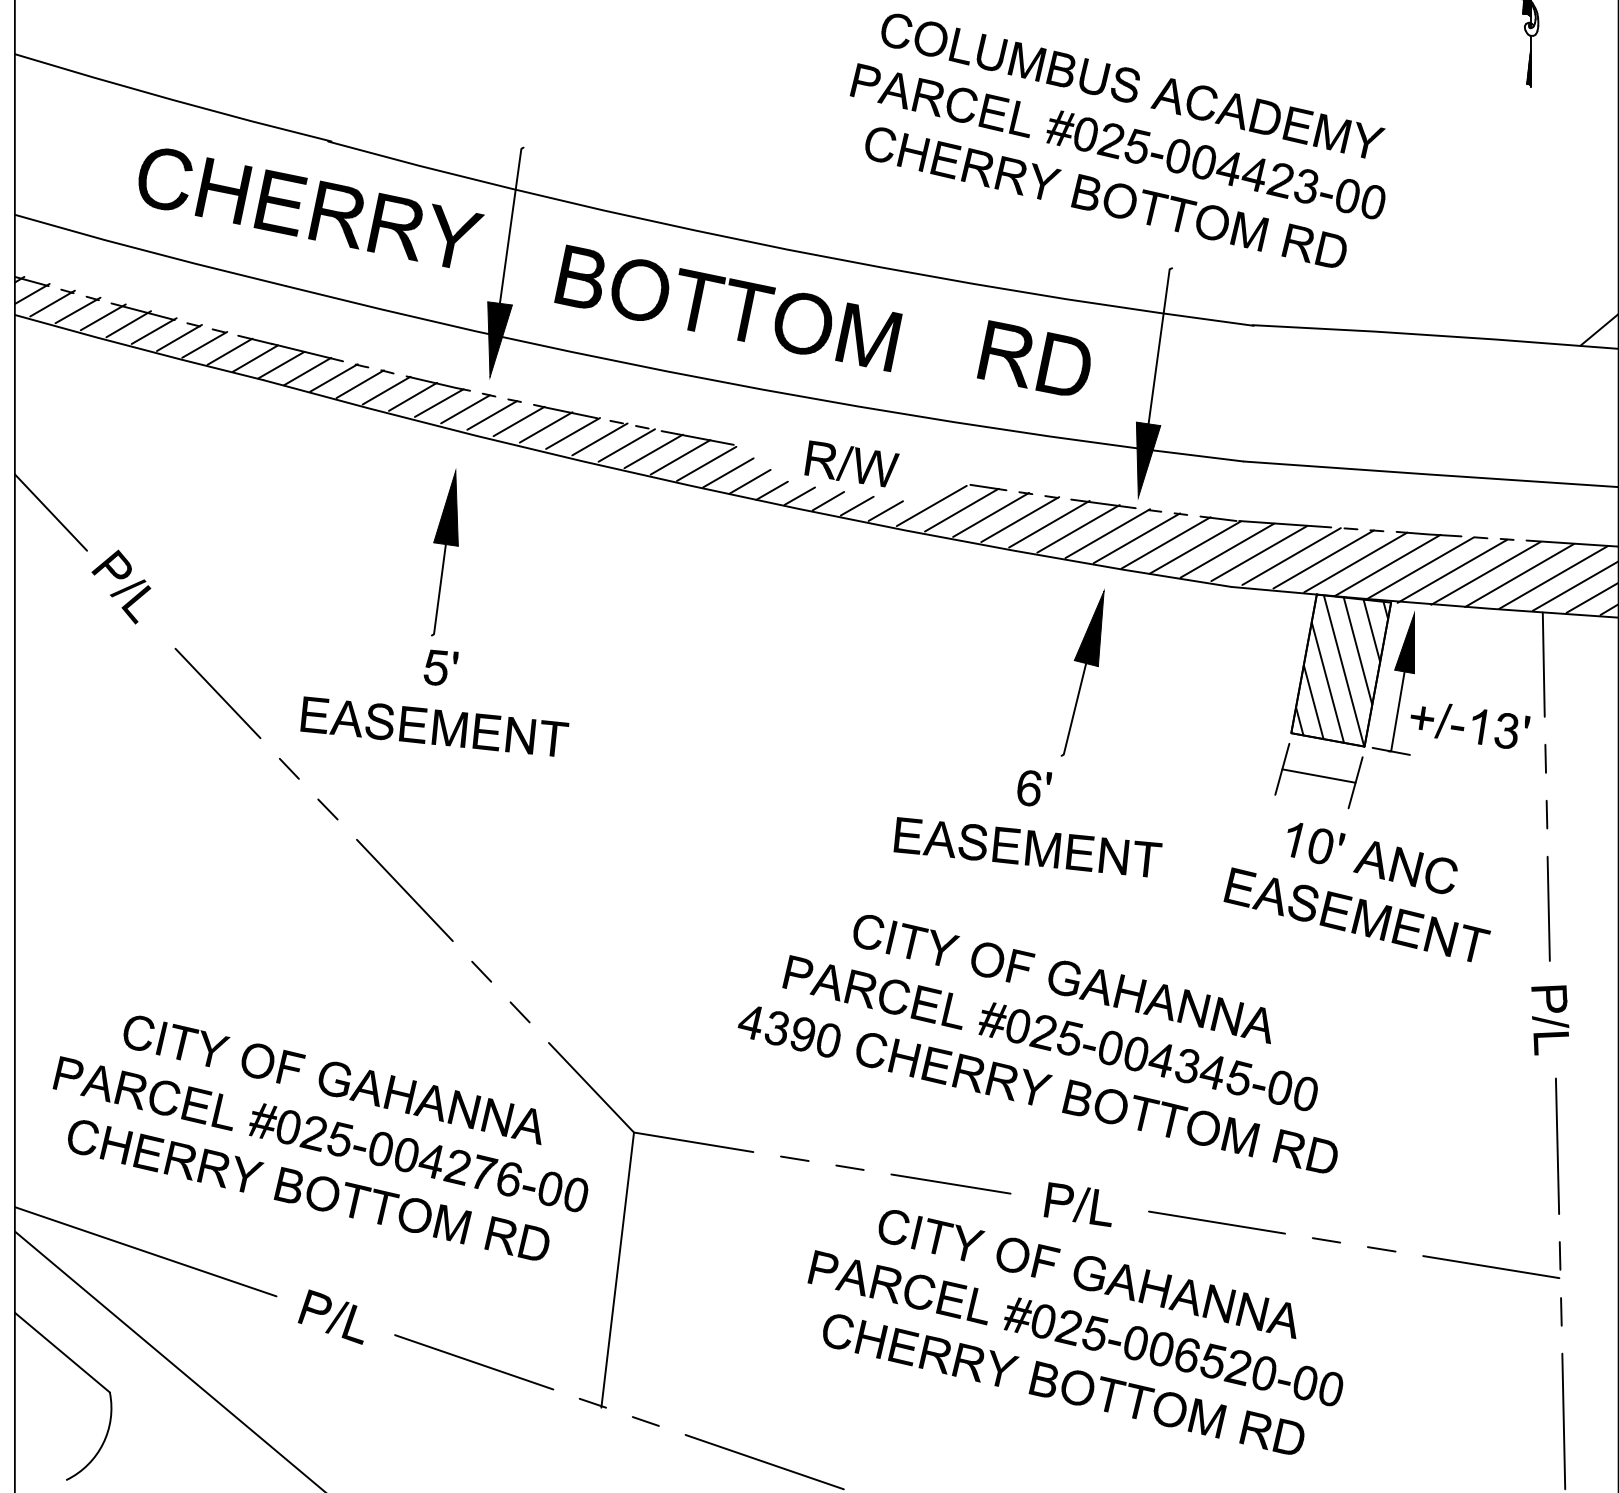 COLUMBUS ACADEMY
PARCEL #025-004423-00
CHERRY BOTTOM RD
CHERRY BOTTOM RD
R/W
P/L
5'
EASEMENT
6'
EASEMENT
+/-13'
10' ANC
EASEMENT
CITY OF GAHANNA
PARCEL #025-004345-00
4390 CHERRY BOTTOM RD
P/L
CITY OF GAHANNA
PARCEL #025-004276-00
CHERRY BOTTOM RD
P/L
CITY OF GAHANNA
PARCEL #025-006520-00
CHERRY BOTTOM RD
P/L